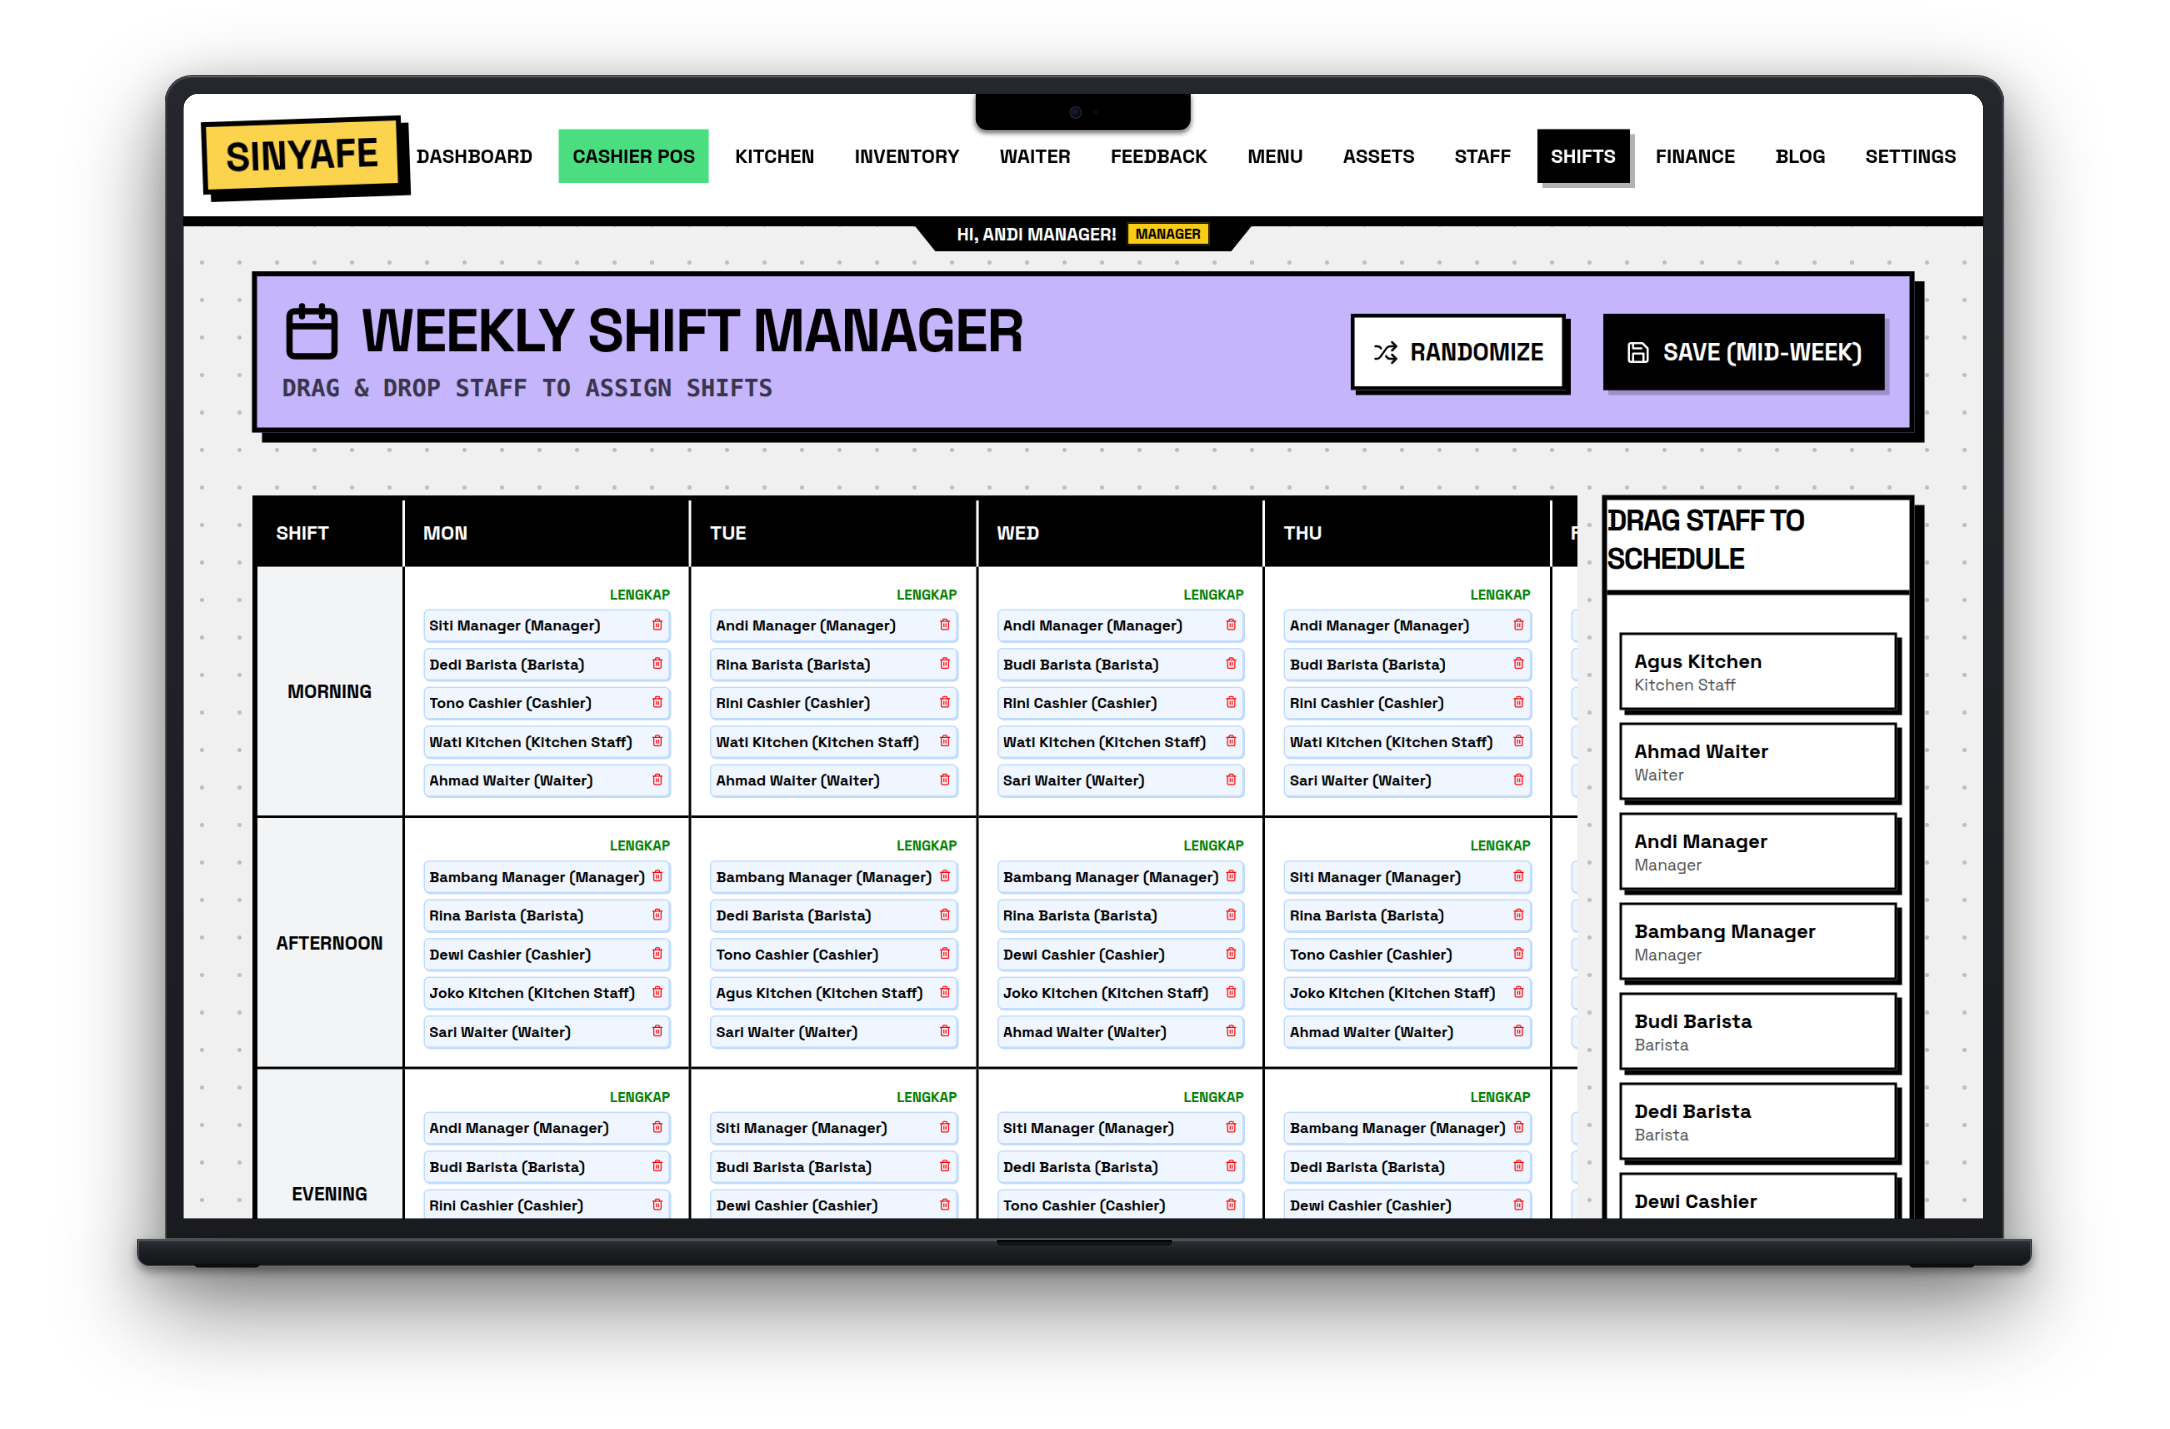 SINYAFE
DASHBOARD CASHIER POS KITCHEN INVENTORY WAITER FEEDBACK MENU ASSETS STAFF SHIFTS FINANCE BLOG SETTINGS
HI, ANDI MANAGER! MANAGER
WEEKLY SHIFT MANAGER
DRAG & DROP STAFF TO ASSIGN SHIFTS
RANDOMIZE
SAVE (MID-WEEK)
SHIFT MON TUE WED THU
MORNING
LENGKAP LENGKAP LENGKAP LENGKAP
Siti Manager (Manager) Andi Manager (Manager) Andi Manager (Manager) Andi Manager (Manager)
Dedi Barista (Barista) Rina Barista (Barista) Budi Barista (Barista) Budi Barista (Barista)
Tono Cashier (Cashier) Rini Cashier (Cashier) Rini Cashier (Cashier) Rini Cashier (Cashier)
Wati Kitchen (Kitchen Staff) Wati Kitchen (Kitchen Staff) Wati Kitchen (Kitchen Staff) Wati Kitchen (Kitchen Staff)
Ahmad Waiter (Waiter) Ahmad Waiter (Waiter) Sari Waiter (Waiter) Sari Waiter (Waiter)
AFTERNOON
LENGKAP LENGKAP LENGKAP LENGKAP
Bambang Manager (Manager) Bambang Manager (Manager) Bambang Manager (Manager) Siti Manager (Manager)
Rina Barista (Barista) Dedi Barista (Barista) Rina Barista (Barista) Rina Barista (Barista)
Dewi Cashier (Cashier) Tono Cashier (Cashier) Dewi Cashier (Cashier) Tono Cashier (Cashier)
Joko Kitchen (Kitchen Staff) Agus Kitchen (Kitchen Staff) Joko Kitchen (Kitchen Staff) Joko Kitchen (Kitchen Staff)
Sari Waiter (Waiter) Sari Waiter (Waiter) Ahmad Waiter (Waiter) Ahmad Waiter (Waiter)
EVENING
LENGKAP LENGKAP LENGKAP LENGKAP
Andi Manager (Manager) Siti Manager (Manager) Siti Manager (Manager) Bambang Manager (Manager)
Budi Barista (Barista) Budi Barista (Barista) Dedi Barista (Barista) Dedi Barista (Barista)
Rini Cashier (Cashier) Dewi Cashier (Cashier) Tono Cashier (Cashier) Dewi Cashier (Cashier)
DRAG STAFF TO
SCHEDULE
Agus Kitchen
Kitchen Staff
Ahmad Waiter
Waiter
Andi Manager
Manager
Bambang Manager
Manager
Budi Barista
Barista
Dedi Barista
Barista
Dewi Cashier